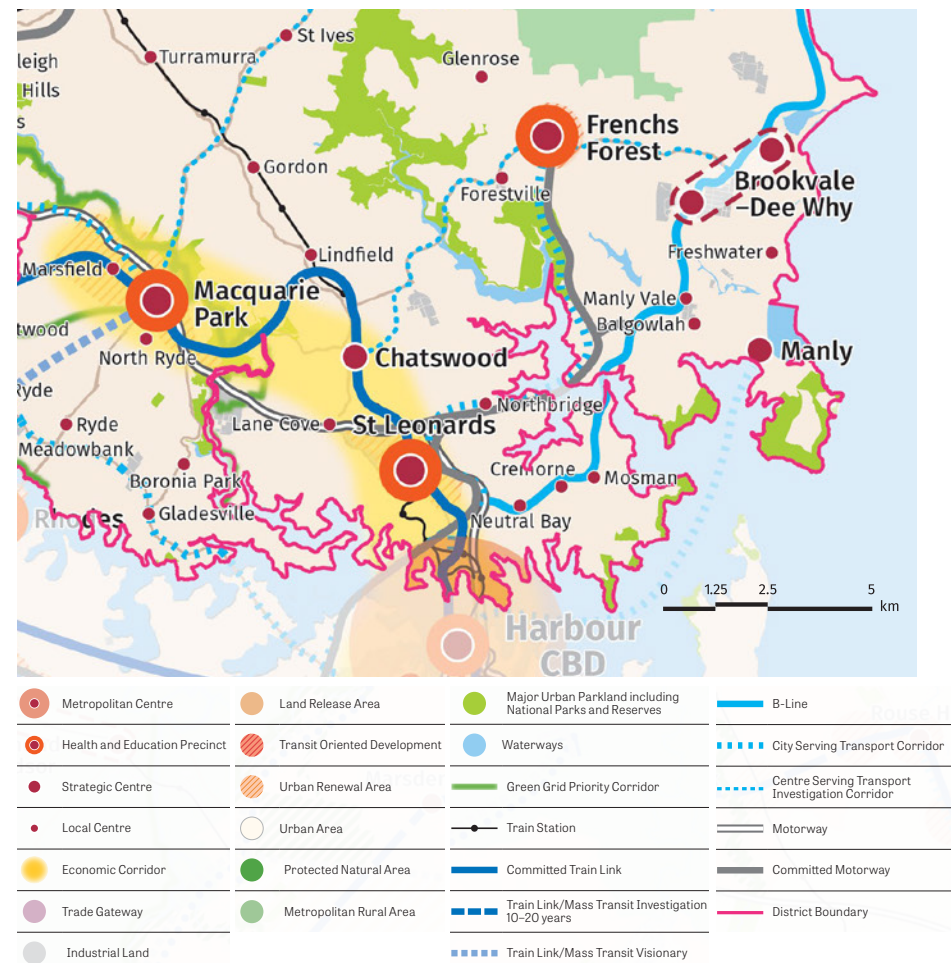 St Ives
Turramurra
leigh
Hills
s
Glenrose
Frenchs
Forest
Gordon
Forestville
Brookvale
–Dee Why
Lindfield
Freshwater
Marsfield
Macquarie
Park
Manly Vale
Balgowlah
twood
North Ryde
Chatswood
Manly
Ryde
Ryde
Lane Cove
St Leonards
Northbridge
Meadowbank
Boronia Park
Cremorne
Mosman
Rhodes
Gladesville
Neutral Bay
0 1.25 2.5 5
km
Harbour
CBD
Metropolitan Centre
Health and Education Precinct
Strategic Centre
Local Centre
Economic Corridor
Trade Gateway
Industrial Land
Land Release Area
Transit Oriented Development
Urban Renewal Area
Urban Area
Protected Natural Area
Metropolitan Rural Area
Major Urban Parkland including
National Parks and Reserves
Waterways
Green Grid Priority Corridor
Train Station
Committed Train Link
Train Link/Mass Transit Investigation
10–20 years
Train Link/Mass Transit Visionary
B-Line
City Serving Transport Corridor
Centre Serving Transport
Investigation Corridor
Motorway
Committed Motorway
District Boundary